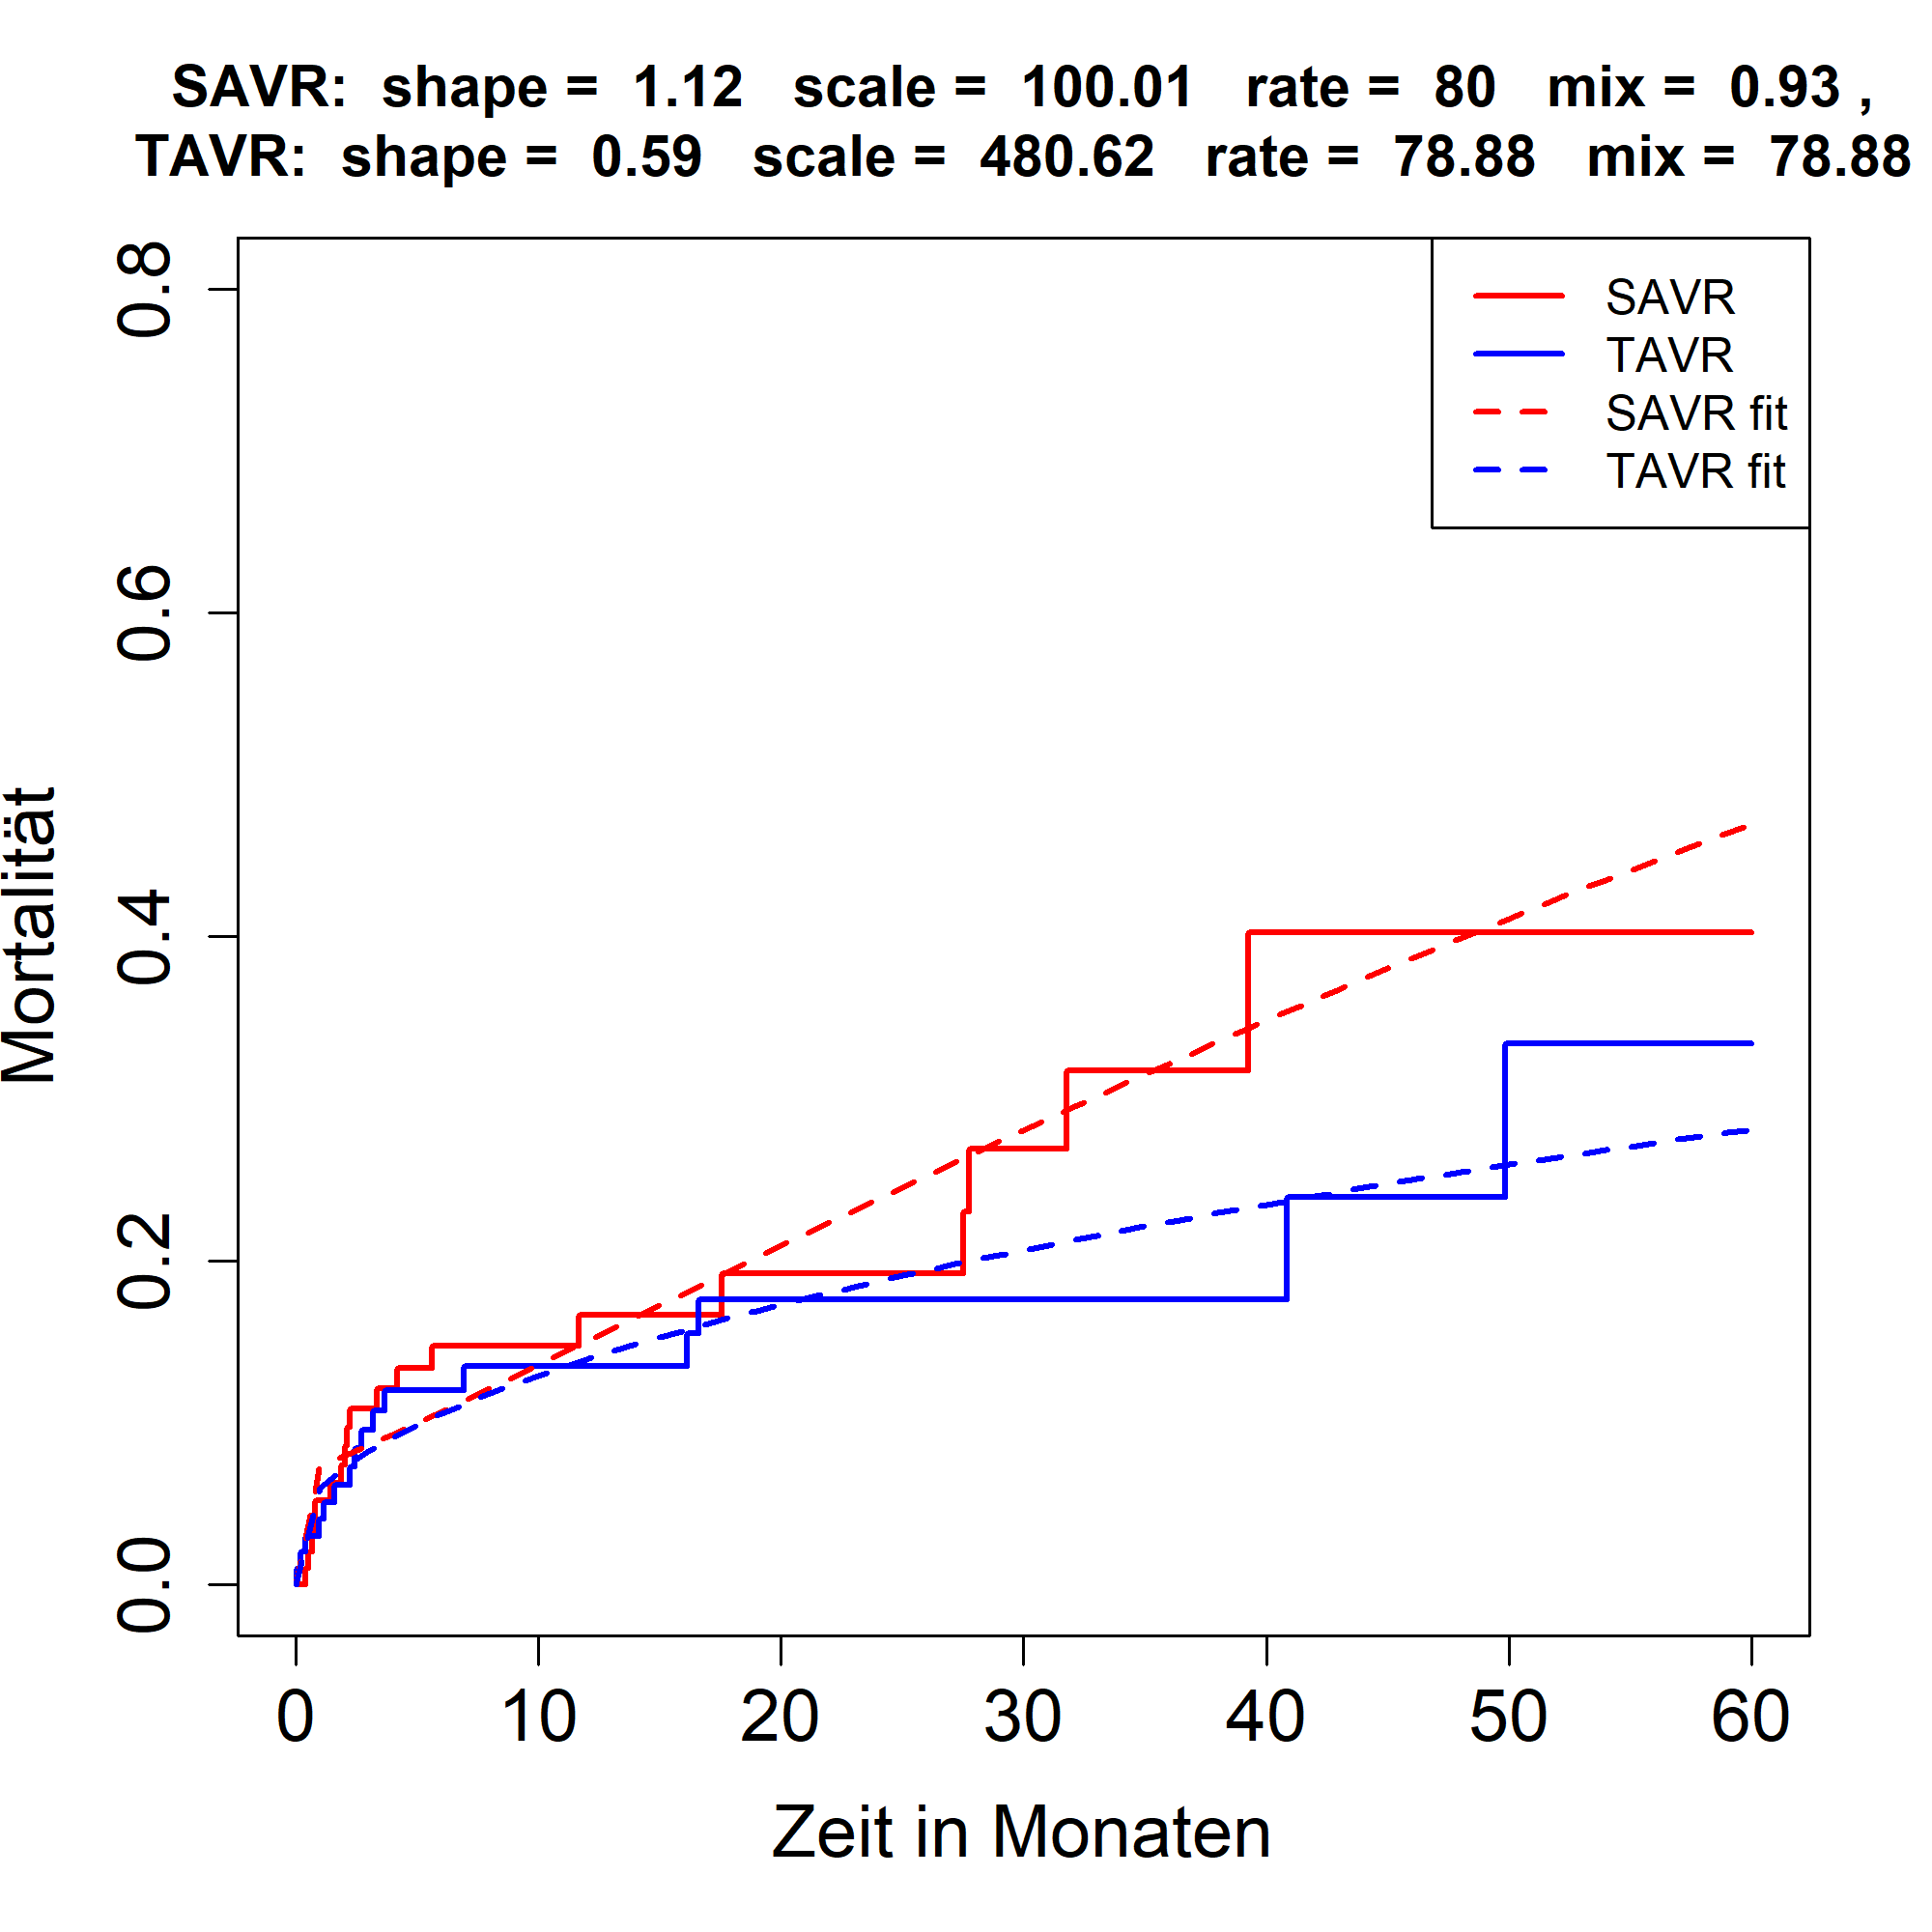 SAVR: shape = 1.12 scale = 100.01 rate = 80 mix = 0.93 ,
TAVR: shape = 0.59 scale = 480.62 rate = 78.88 mix = 78.88
SAVR
TAVR
SAVR fit
TAVR fit
Mortalität
0.8
0.6
0.4
0.2
0.0
0 10 20 30 40 50 60
Zeit in Monaten